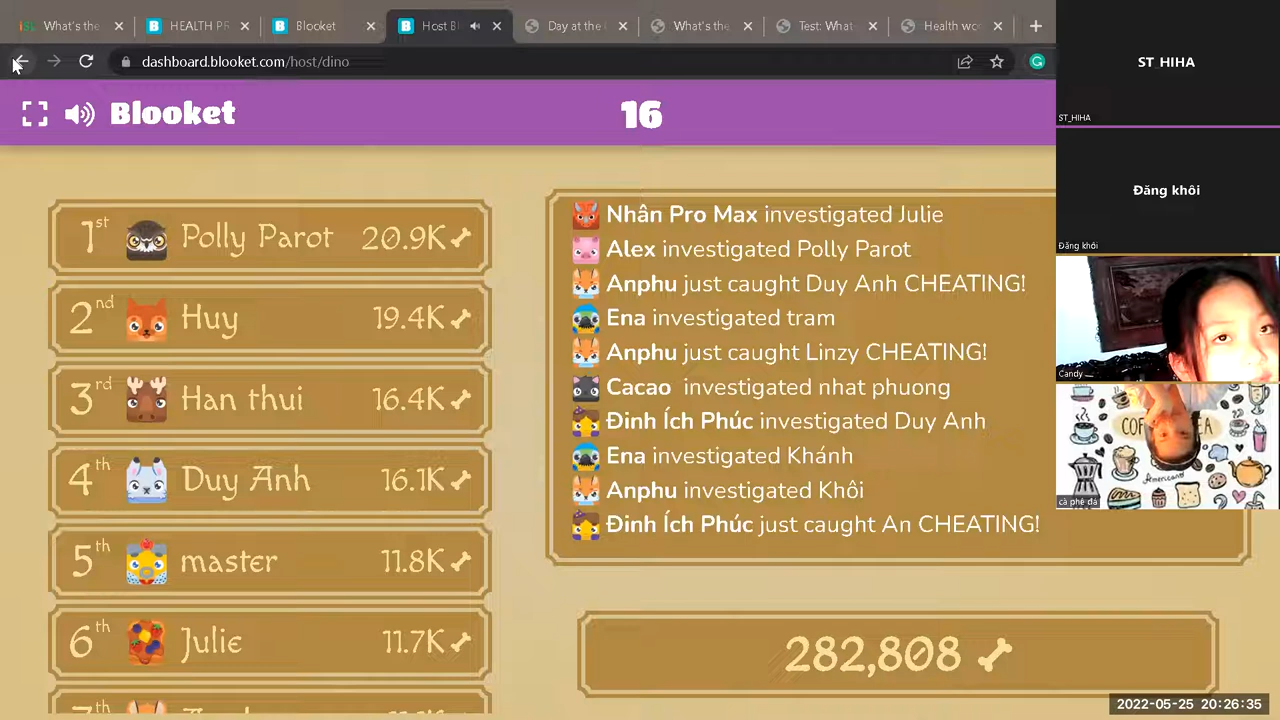 What's the
HEALTH PR
Blooket
Host B
Day at the
What's the
Test: What
Health wo
dashboard.blooket.com/host/dino
Blooket
16
1st Polly Parot 20.9K
2nd Huy 19.4K
3rd Han thui 16.4K
4th Duy Anh 16.1K
5th master 11.8K
6th Julie 11.7K
Nhân Pro Max investigated Julie
Alex investigated Polly Parot
Anphu just caught Duy Anh CHEATING!
Ena investigated tram
Anphu just caught Linzy CHEATING!
Cacao investigated nhat phuong
Đinh Ích Phúc investigated Duy Anh
Ena investigated Khánh
Anphu investigated Khôi
Đinh Ích Phúc just caught An CHEATING!
282,808
ST HIHA
ST_HIHA
Đăng khôi
Đăng khôi
Candy
Americano
cà phê đá
2022-05-25 20:26:35